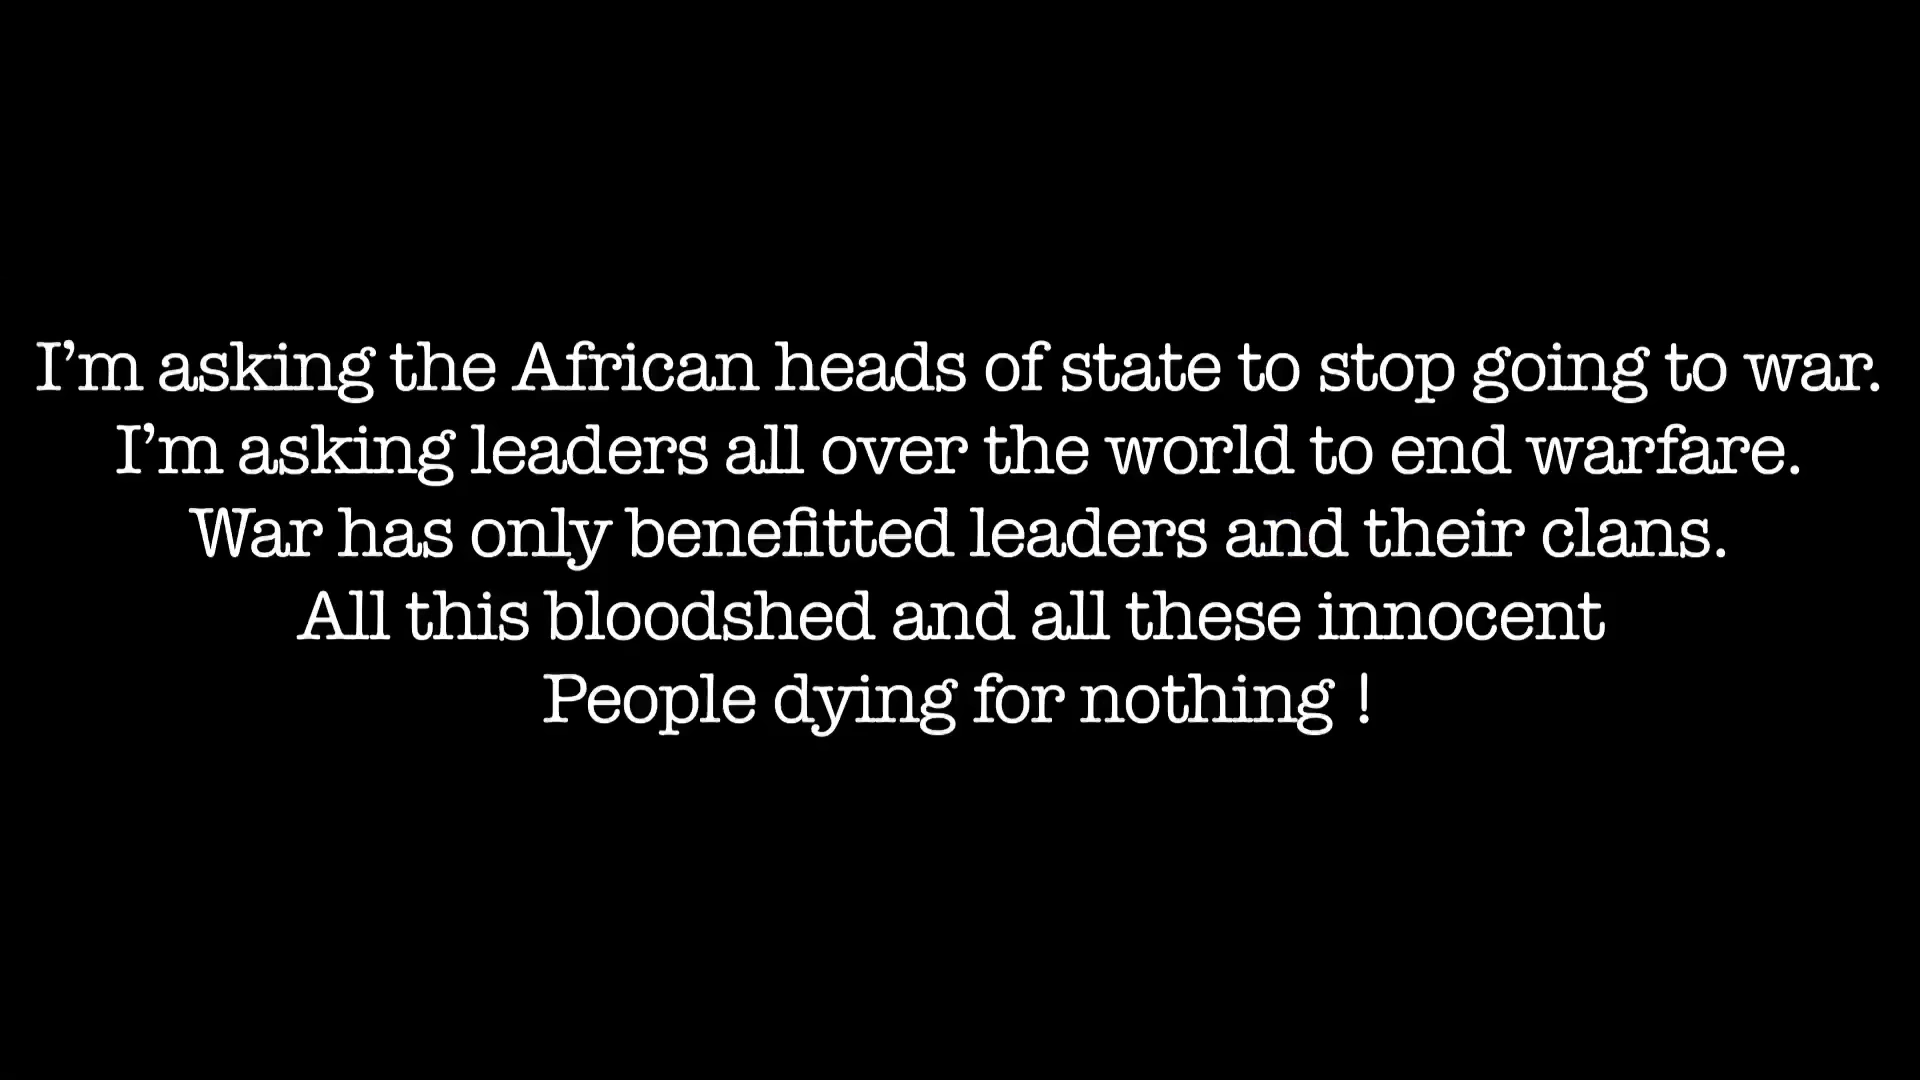 I’m asking the African heads of state to stop going to war.
I’m asking leaders all over the world to end warfare.
War has only benefitted leaders and their clans.
All this bloodshed and all these innocent
People dying for nothing !